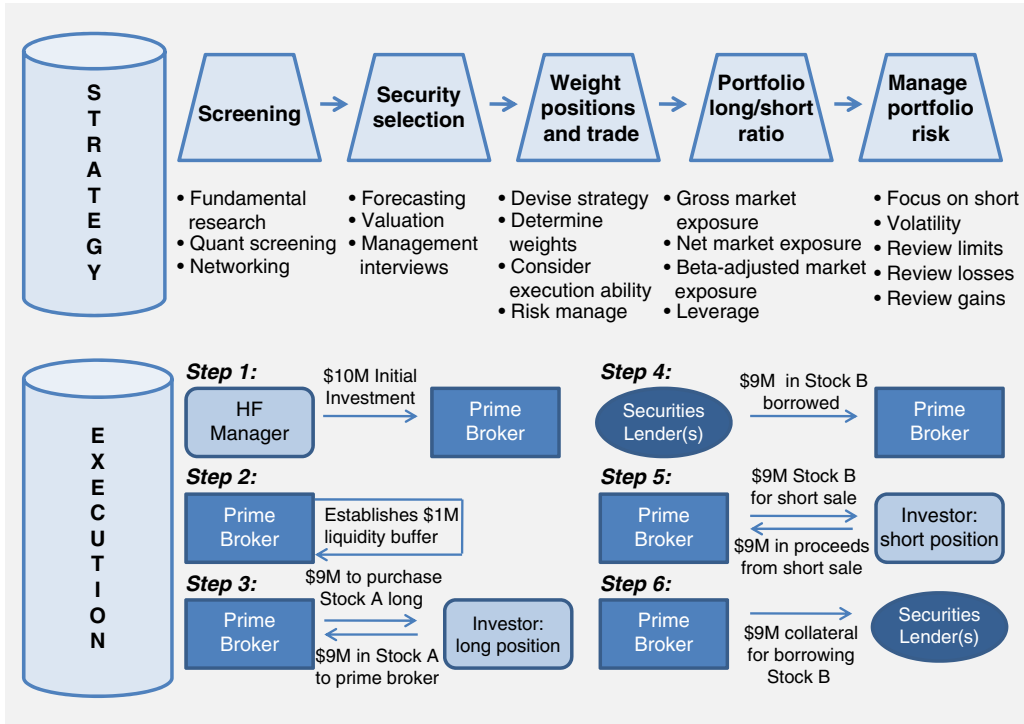 STRATEGY
Screening
Security
selection
Weight
positions
and trade
Portfolio
long/short
ratio
Manage
portfolio
risk
• Fundamental
research
• Quant screening
• Networking
• Forecasting
• Valuation
• Management
interviews
• Devise strategy
• Determine
weights
• Consider
execution ability
• Risk manage
• Gross market
exposure
• Net market exposure
• Beta-adjusted market
exposure
• Leverage
• Focus on short
• Volatility
• Review limits
• Review losses
• Review gains
EXECUTION
Step 1:
HF
Manager
$10M Initial
Investment
Prime
Broker
Step 2:
Prime
Broker
Establishes $1M
liquidity buffer
Step 3:
Prime
Broker
$9M to purchase
Stock A long
$9M in Stock A
to prime broker
Investor:
long position
Step 4:
Securities
Lender(s)
$9M in Stock B
borrowed
Prime
Broker
Step 5:
Prime
Broker
$9M Stock B
for short sale
$9M in proceeds
from short sale
Investor:
short position
Step 6:
Prime
Broker
$9M collateral
for borrowing
Stock B
Securities
Lender(s)